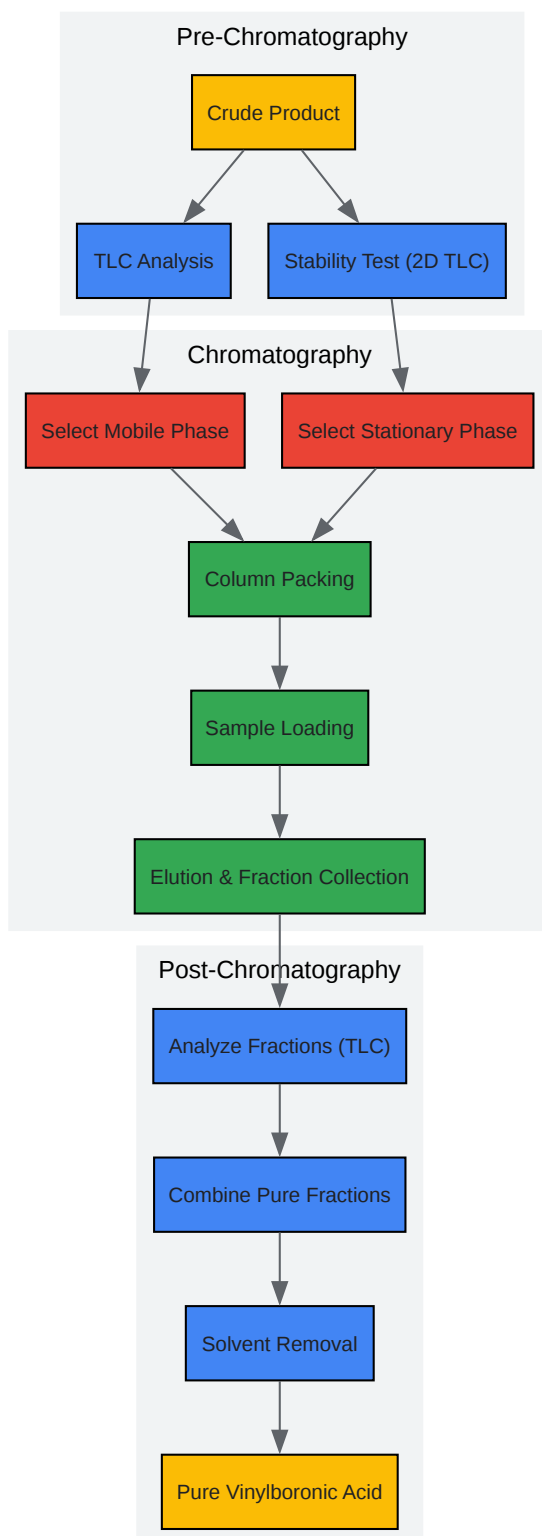 Pre-Chromatography
Crude Product
TLC Analysis
Stability Test (2D TLC)
Chromatography
Select Mobile Phase
Select Stationary Phase
Column Packing
Sample Loading
Elution & Fraction Collection
Post-Chromatography
Analyze Fractions (TLC)
Combine Pure Fractions
Solvent Removal
Pure Vinylboronic Acid